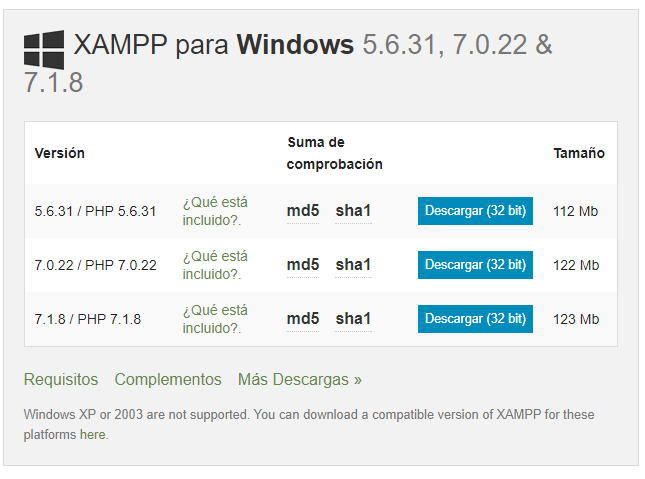 XAMPP para Windows 5.6.31, 7.0.22 &
7.1.8
Versión
Suma de
comprobación
Tamaño
5.6.31 / PHP 5.6.31
¿Qué está
incluido?.
md5 sha1
Descargar (32 bit)
112 Mb
7.0.22 / PHP 7.0.22
¿Qué está
incluido?.
md5 sha1
Descargar (32 bit)
122 Mb
7.1.8 / PHP 7.1.8
¿Qué está
incluido?.
md5 sha1
Descargar (32 bit)
123 Mb
Requisitos Complementos Más Descargas »
Windows XP or 2003 are not supported. You can download a compatible version of XAMPP for these
platforms here.